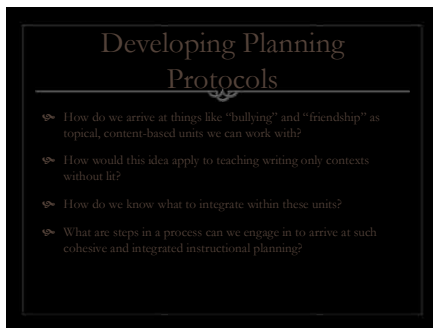 Developing Planning
Protocols
How do we arrive at things like “bullying” and “friendship” as
topical, content-based units we can work with?
How would this idea apply to teaching writing only contexts
without lit?
How do we know what to integrate within these units?
What are steps in a process can we engage in to arrive at such
cohesive and integrated instructional planning?